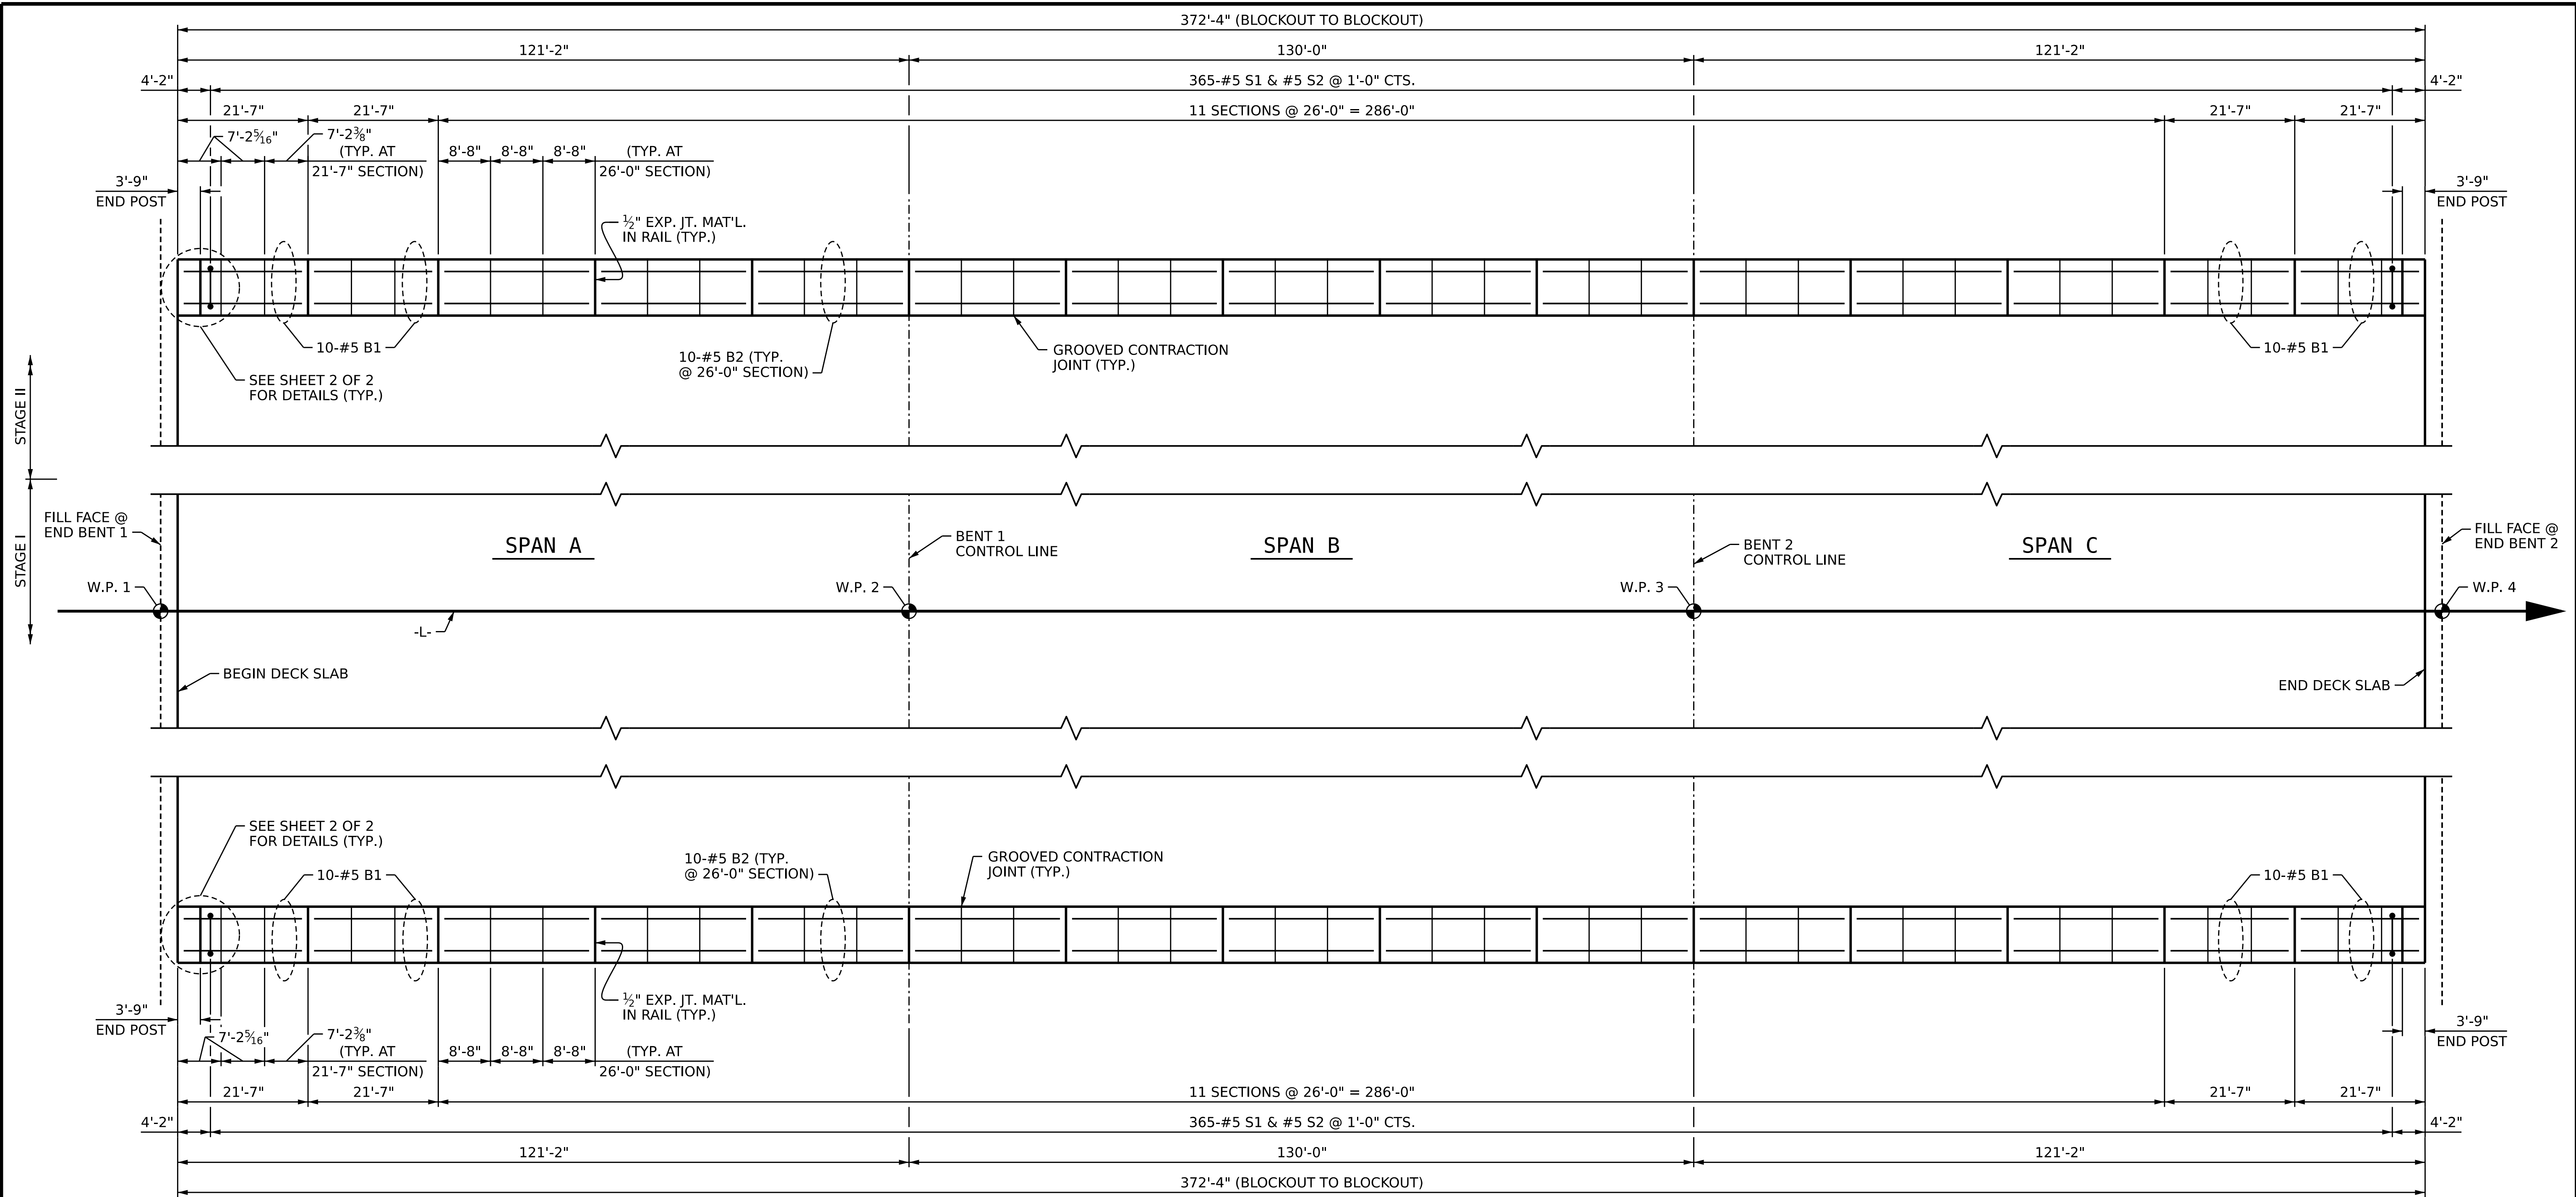 372'-4" (BLOCKOUT TO BLOCKOUT)
121'-2"
130'-0"
121'-2"
4'-2"
365-#5 S1 & #5 S2 @ 1'-0" CTS.
4'-2"
21'-7"
21'-7"
11 SECTIONS @ 26'-0" = 286'-0"
21'-7"
21'-7"
7'-2 5/16"
7'-2 3/8"
(TYP. AT
21'-7" SECTION)
8'-8"
8'-8"
8'-8"
(TYP. AT
26'-0" SECTION)
3'-9"
END POST
3'-9"
END POST
1/2" EXP. JT. MAT'L.
IN RAIL (TYP.)
10-#5 B1
10-#5 B2 (TYP.
@ 26'-0" SECTION)
GROOVED CONTRACTION
JOINT (TYP.)
10-#5 B1
SEE SHEET 2 OF 2
FOR DETAILS (TYP.)
STAGE II
STAGE I
FILL FACE @
END BENT 1
SPAN A
BENT 1
CONTROL LINE
SPAN B
BENT 2
CONTROL LINE
SPAN C
FILL FACE @
END BENT 2
W.P. 1
W.P. 2
W.P. 3
W.P. 4
-L-
BEGIN DECK SLAB
END DECK SLAB
SEE SHEET 2 OF 2
FOR DETAILS (TYP.)
10-#5 B1
10-#5 B2 (TYP.
@ 26'-0" SECTION)
GROOVED CONTRACTION
JOINT (TYP.)
10-#5 B1
1/2" EXP. JT. MAT'L.
IN RAIL (TYP.)
3'-9"
END POST
3'-9"
END POST
7'-2 5/16"
7'-2 3/8"
(TYP. AT
21'-7" SECTION)
8'-8"
8'-8"
8'-8"
(TYP. AT
26'-0" SECTION)
21'-7"
21'-7"
11 SECTIONS @ 26'-0" = 286'-0"
21'-7"
21'-7"
4'-2"
365-#5 S1 & #5 S2 @ 1'-0" CTS.
4'-2"
121'-2"
130'-0"
121'-2"
372'-4" (BLOCKOUT TO BLOCKOUT)